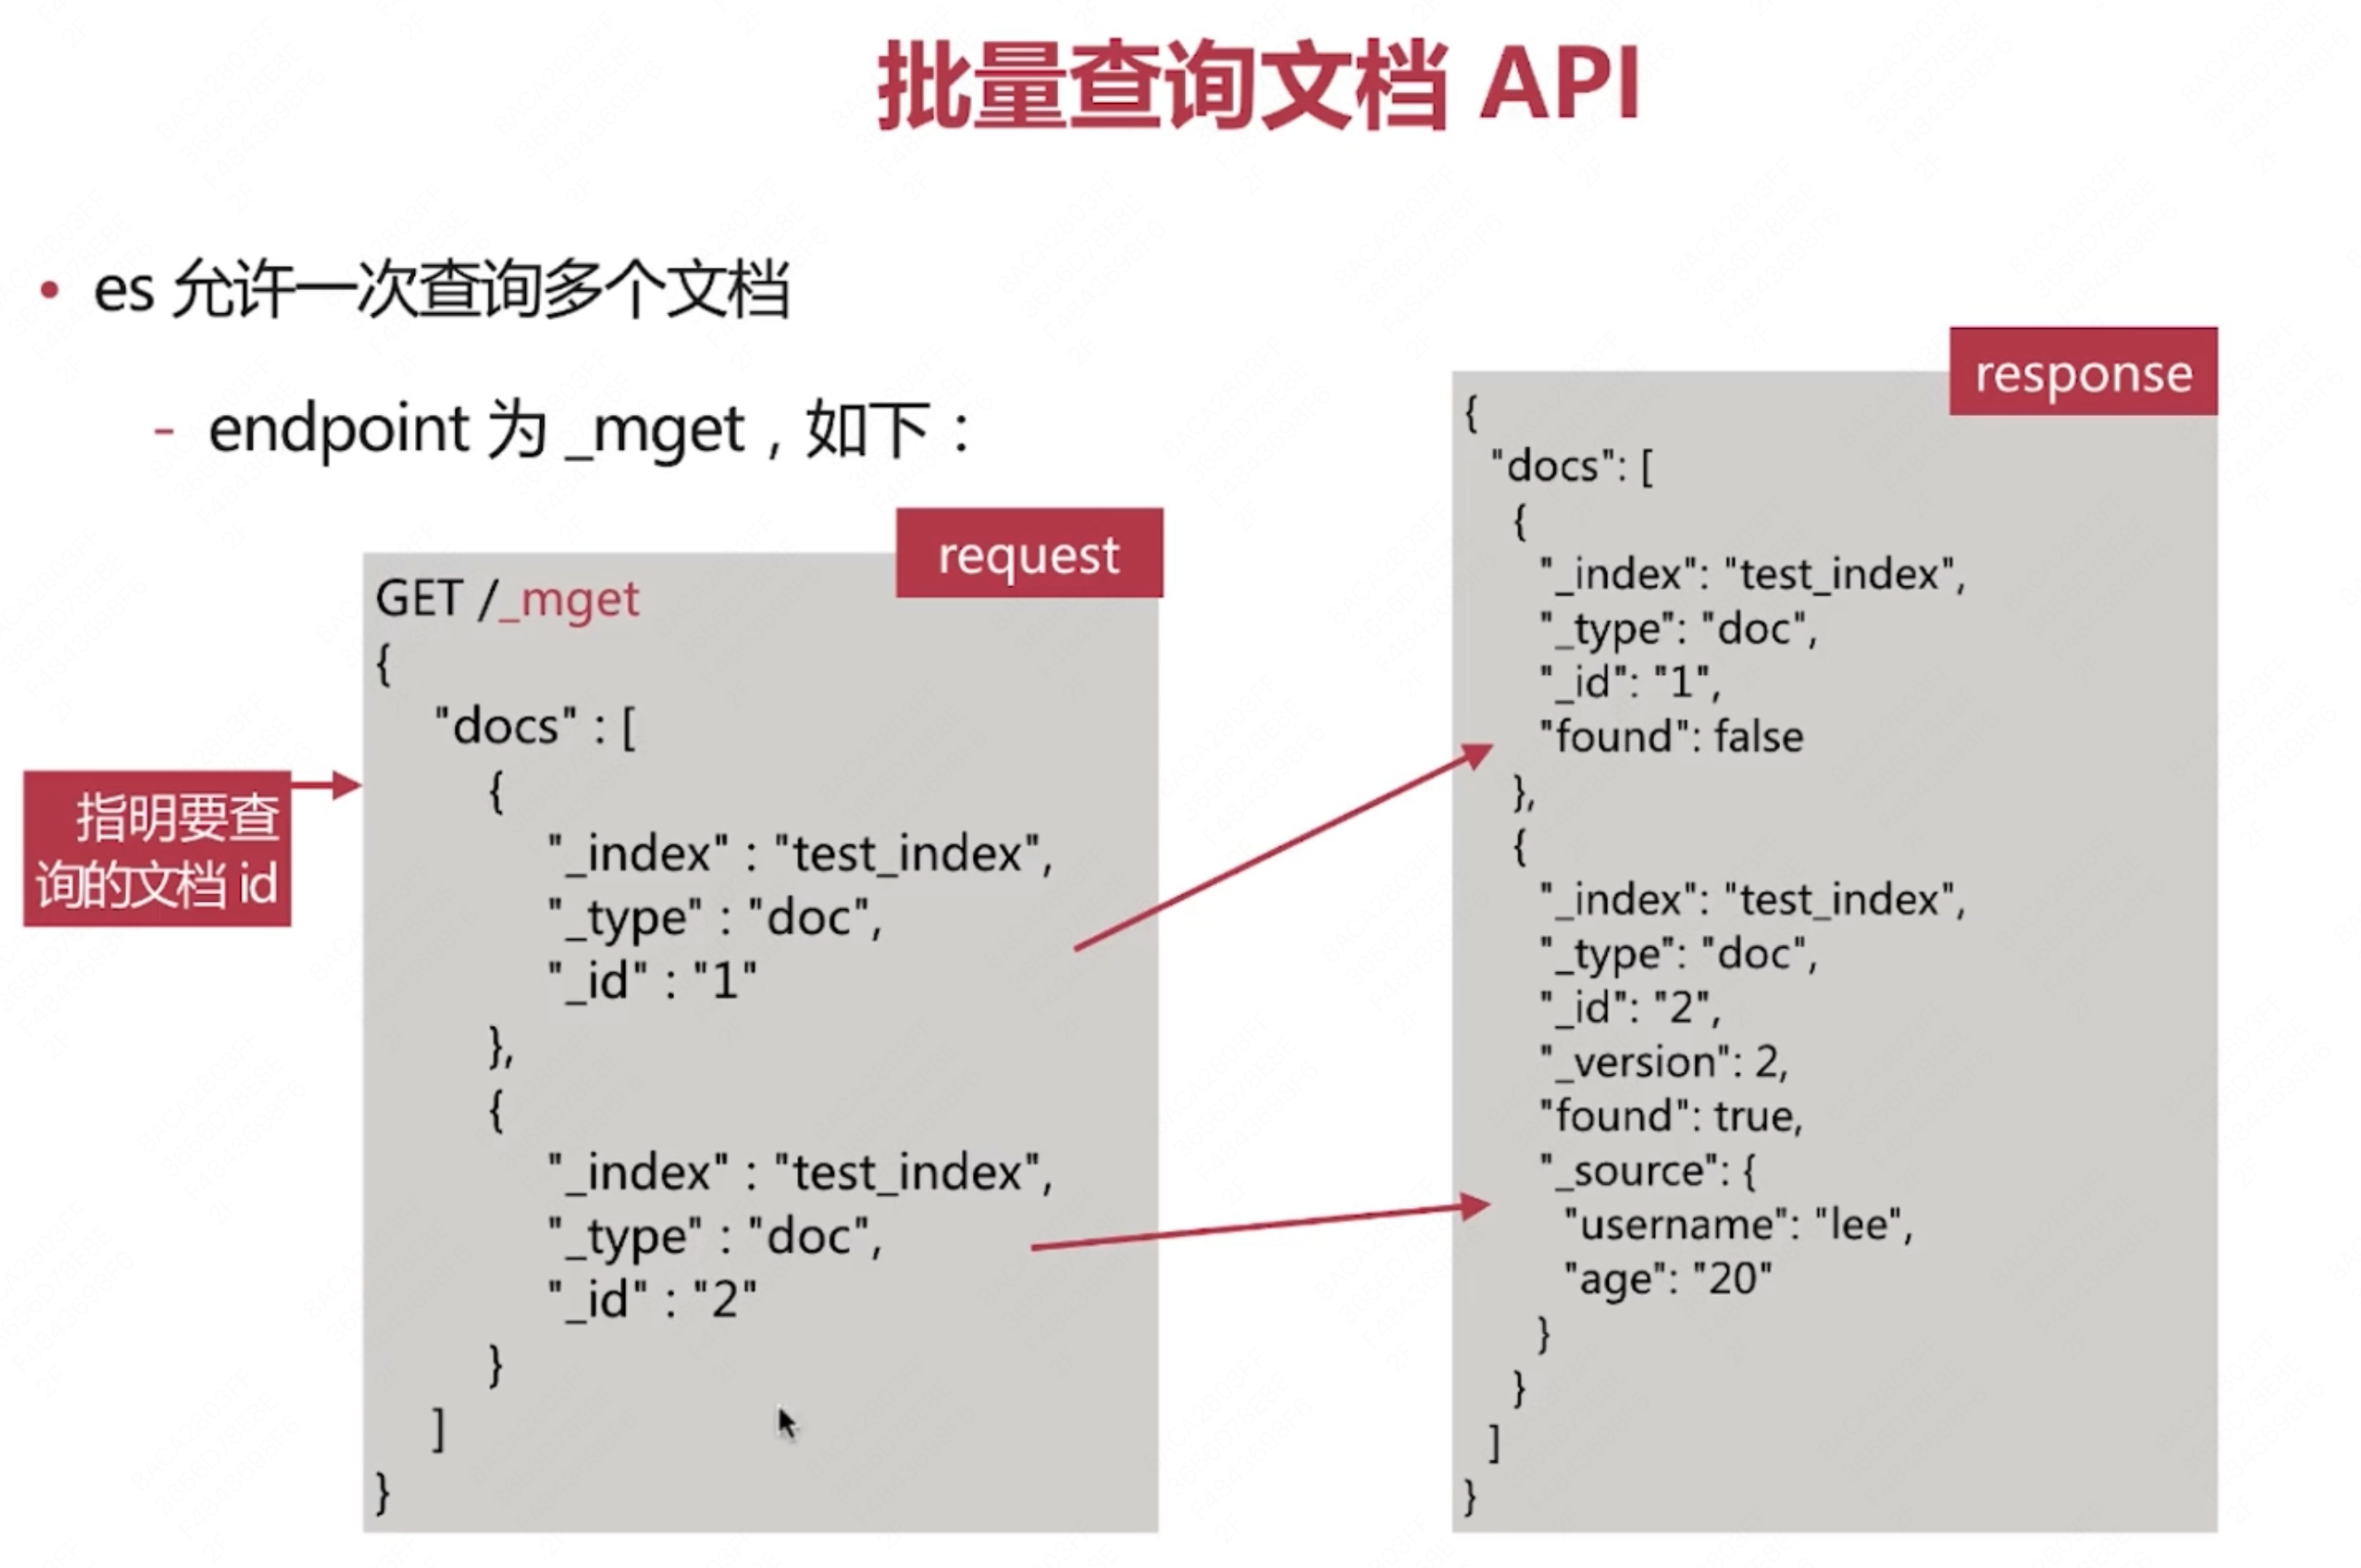 批量查询文档 API
• es 允许一次查询多个文档
- endpoint 为 _mget，如下：
request
GET /_mget
{
"docs" : [
{
"_index" : "test_index",
"_type" : "doc",
"_id" : "1"
},
{
"_index" : "test_index",
"_type" : "doc",
"_id" : "2"
}
]
}
指明要查
询的文档 id
response
{
"docs": [
{
"_index": "test_index",
"_type": "doc",
"_id": "1",
"found": false
},
{
"_index": "test_index",
"_type": "doc",
"_id": "2",
"_version": 2,
"found": true,
"_source": {
"username": "lee",
"age": "20"
}
}
]
}